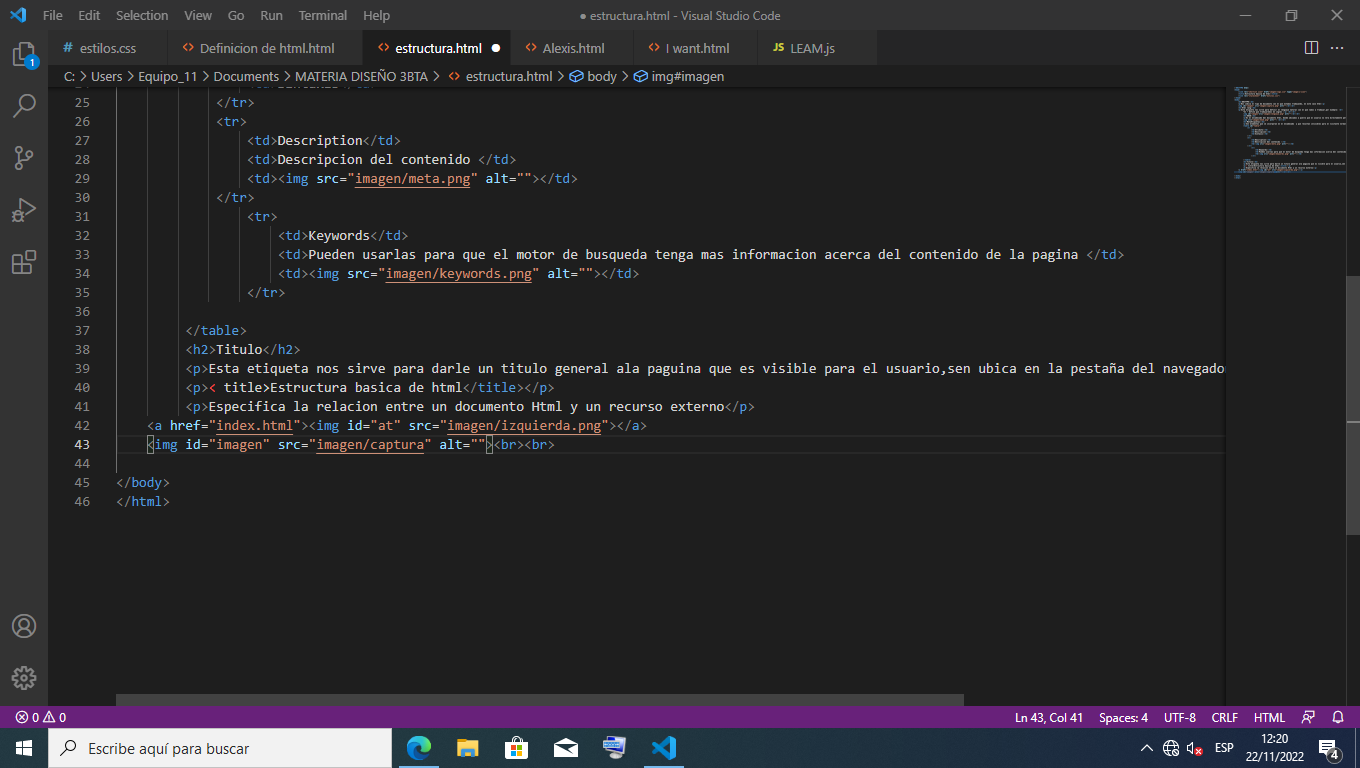 File Edit Selection View Go Run Terminal Help ● estructura.html - Visual Studio Code
# estilos.css <> Definicion de html.html <> estructura.html ● <> Alexis.html <> I want.html JS LEAM.js
C: > Users > Equipo_11 > Documents > MATERIA DISEÑO 3BTA > <> estructura.html > body > img#imagen
25 </tr>
26 <tr>
27 <td>Description</td>
28 <td>Descripcion del contenido </td>
29 <td><img src="imagen/meta.png" alt=""></td>
30 </tr>
31 <tr>
32 <td>Keywords</td>
33 <td>Pueden usarlas para que el motor de busqueda tenga mas informacion acerca del contenido de la pagina </td>
34 <td><img src="imagen/keywords.png" alt=""></td>
35 </tr>
36
37 </table>
38 <h2>Titulo</h2>
39 <p>Esta etiqueta nos sirve para darle un titulo general ala paguina que es visible para el usuario,sen ubica en la pestaña del navegado
40 <p>< title>Estructura basica de html</title></p>
41 <p>Especifica la relacion entre un documento Html y un recurso externo</p>
42 <a href="index.html"><img id="at" src="imagen/izquierda.png"></a>
43 <img id="imagen" src="imagen/captura" alt=""><br><br>
44
45 </body>
46 </html>
1
0 0
Ln 43, Col 41 Spaces: 4 UTF-8 CRLF HTML
Escribe aquí para buscar
ESP
12:20
22/11/2022
4